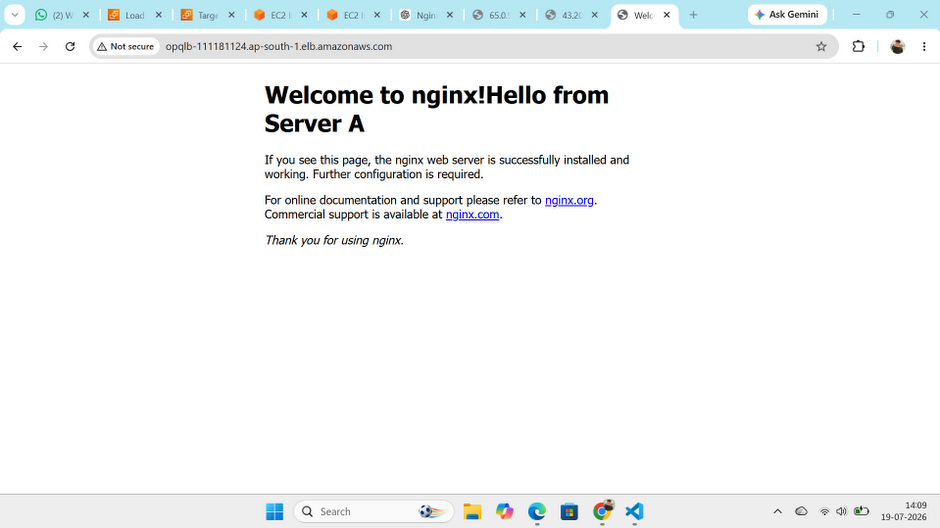 (2) W
Load
Targe
EC2 I
EC2 I
Nginx
65.0.
43.20
Welc
Ask Gemini
Not secure
opqlb-111181124.ap-south-1.elb.amazonaws.com
Welcome to nginx!Hello from
Server A
If you see this page, the nginx web server is successfully installed and
working. Further configuration is required.
For online documentation and support please refer to nginx.org.
Commercial support is available at nginx.com.
Thank you for using nginx.
Search
14:09
19-07-2026